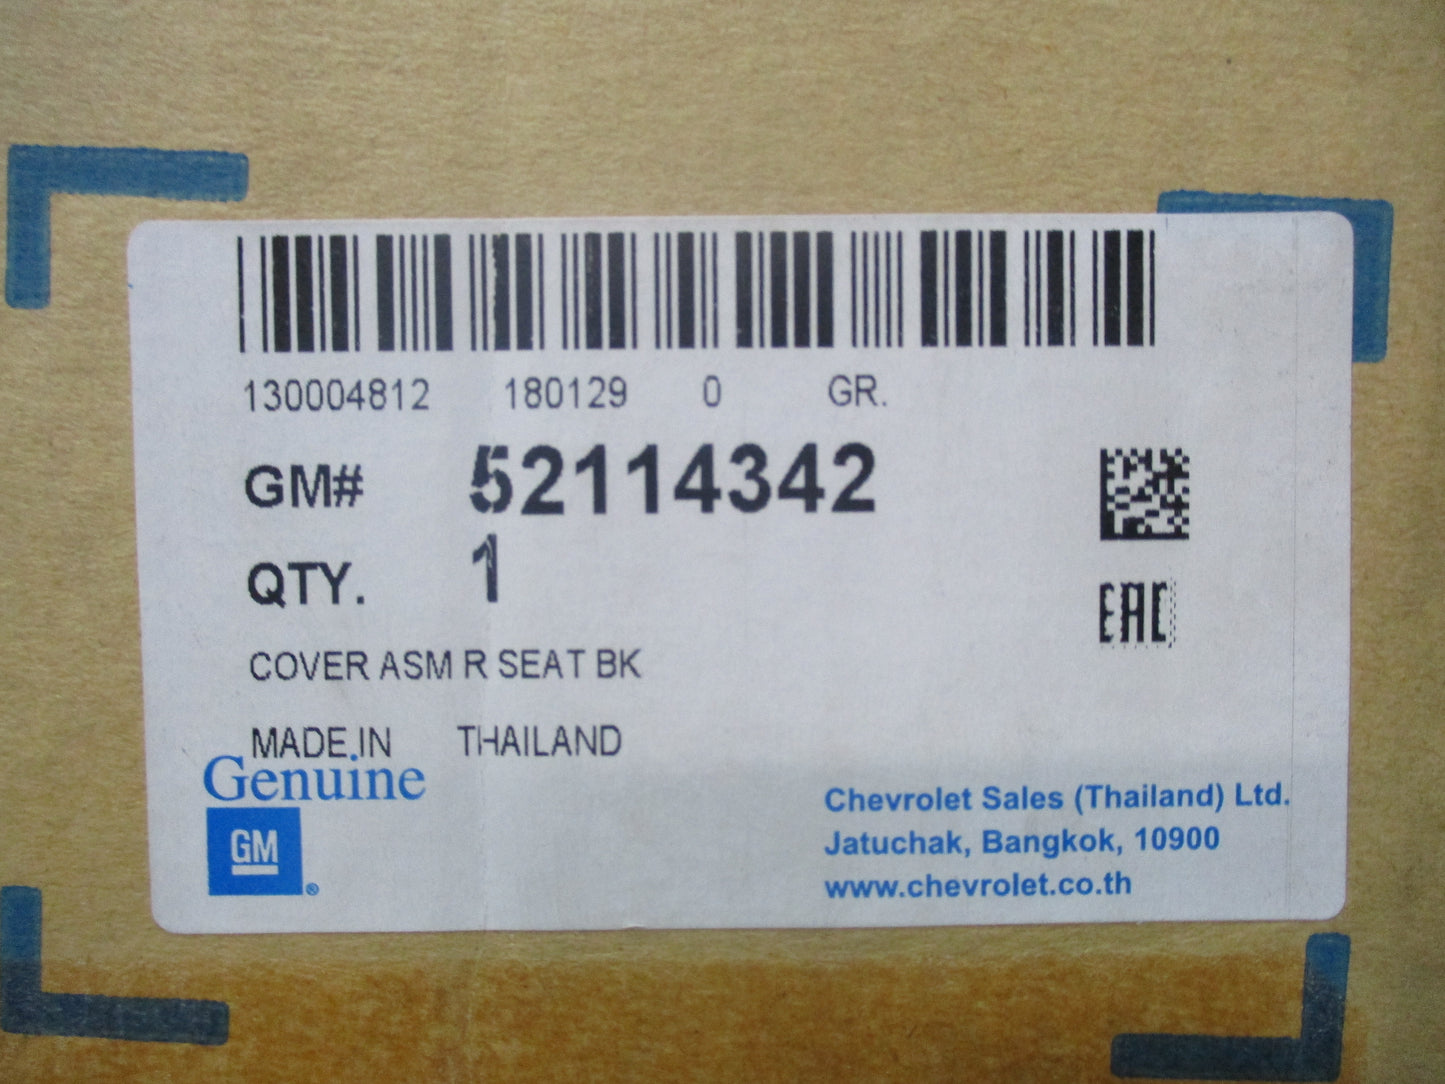 130004812 180129 0 GR.
GM# 52114342
QTY. 1
EAC
COVER ASM R SEAT BK
MADE IN THAILAND
Genuine
GM®
Chevrolet Sales (Thailand) Ltd.
Jatuchak, Bangkok, 10900
www.chevrolet.co.th